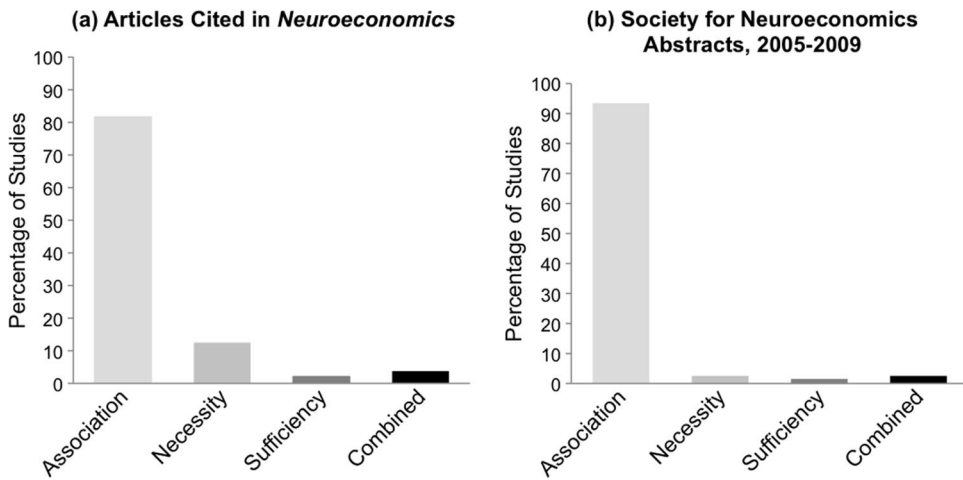 (a) Articles Cited in Neuroeconomics
Percentage of Studies
100
90
80
70
60
50
40
30
20
10
0
Association
Necessity
Sufficiency
Combined
(b) Society for Neuroeconomics
Abstracts, 2005-2009
Percentage of Studies
100
90
80
70
60
50
40
30
20
10
0
Association
Necessity
Sufficiency
Combined